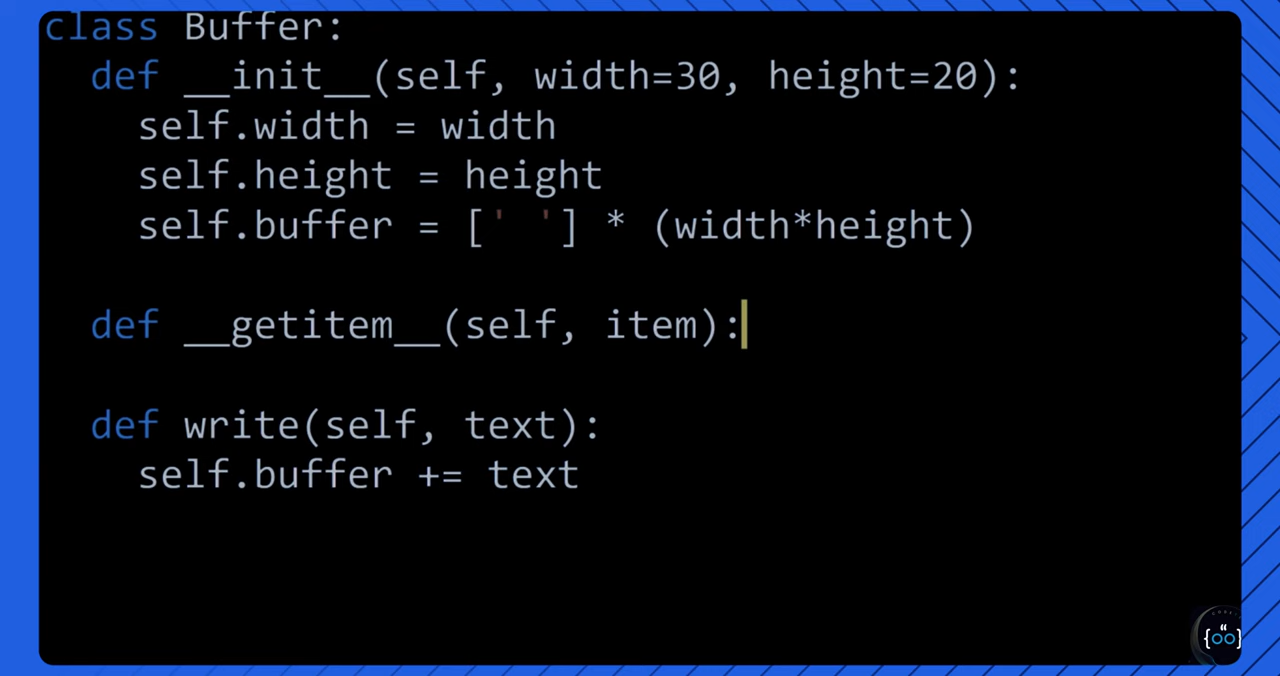 class Buffer:
  def __init__(self, width=30, height=20):
    self.width = width
    self.height = height
    self.buffer = [' '] * (width*height)
  def __getitem__(self, item):
  def write(self, text):
    self.buffer += text
{oo}